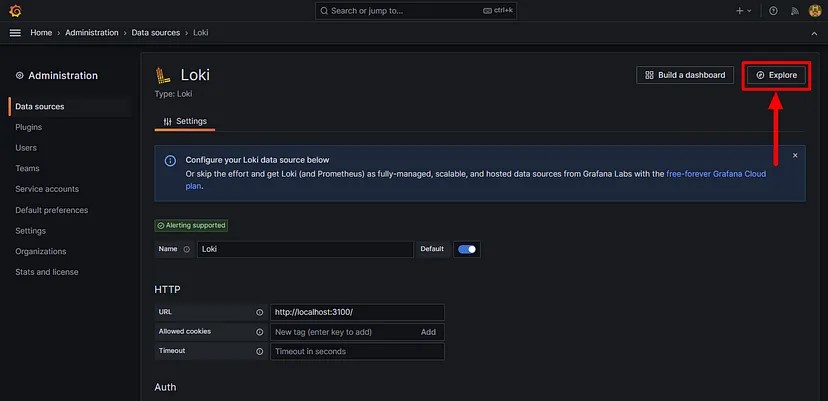 Search or jump to...
ctrl+k
Home › Administration › Data sources › Loki
Administration
Data sources
Plugins
Users
Teams
Service accounts
Default preferences
Settings
Organizations
Stats and license
Loki
Type: Loki
Build a dashboard
Explore
Settings
Configure your Loki data source below
Or skip the effort and get Loki (and Prometheus) as fully-managed, scalable, and hosted data sources from Grafana Labs with the free-forever Grafana Cloud
plan.
Alerting supported
Name Loki Default
HTTP
URL http://localhost:3100/
Allowed cookies New tag (enter key to add) Add
Timeout Timeout in seconds
Auth